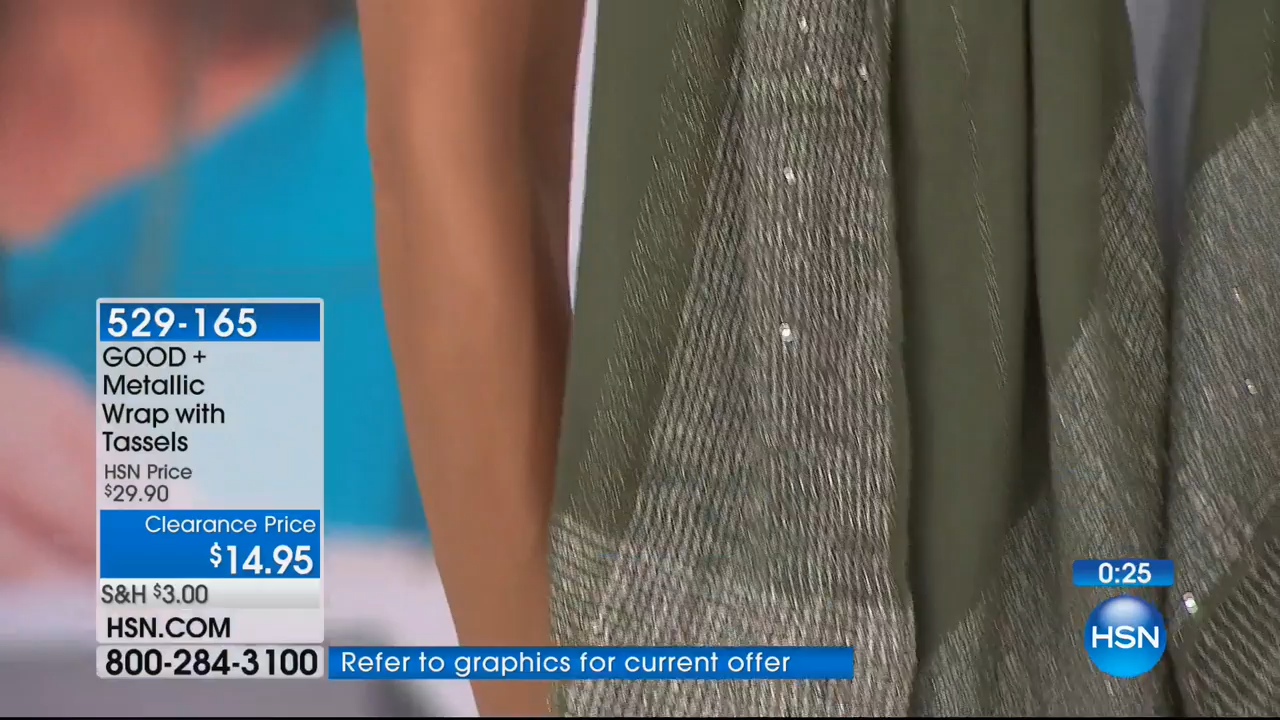 529-165
GOOD +
Metallic
Wrap with
Tassels
HSN Price
$29.90
Clearance Price
$14.95
S&H $3.00
HSN.COM
800-284-3100
Refer to graphics for current offer
0:25
HSN